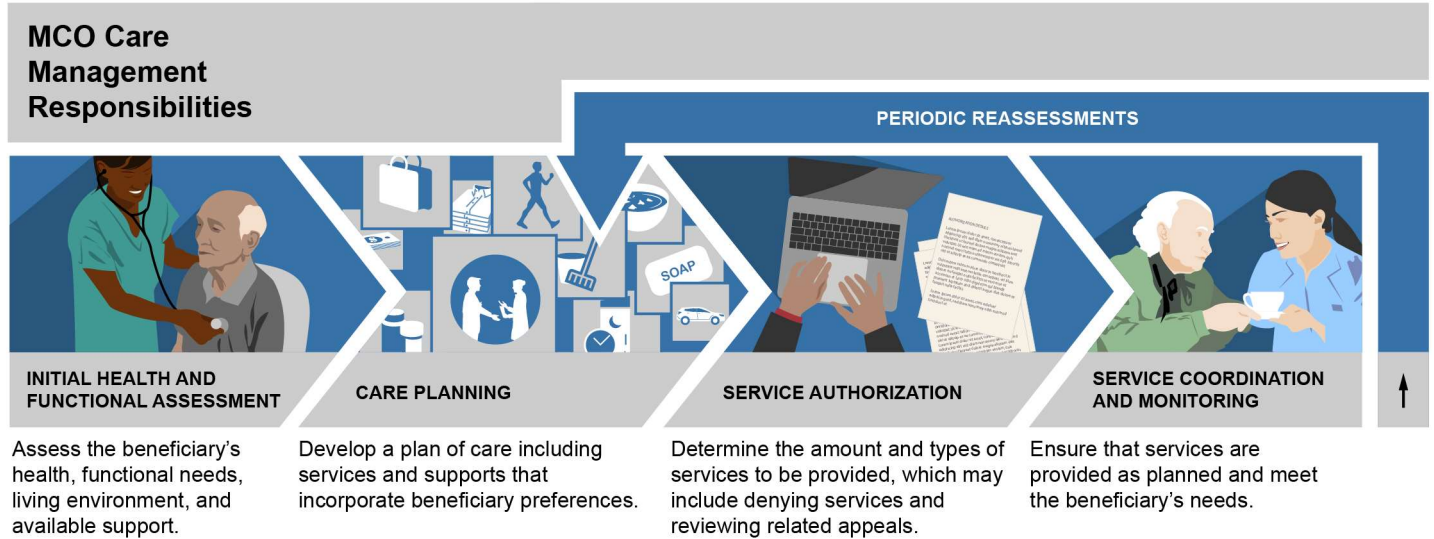 MCO Care
Management
Responsibilities
PERIODIC REASSESSMENTS
SOAP
INITIAL HEALTH AND
FUNCTIONAL ASSESSMENT
Assess the beneficiary’s
health, functional needs,
living environment, and
available support.
CARE PLANNING
Develop a plan of care including
services and supports that
incorporate beneficiary preferences.
SERVICE AUTHORIZATION
Determine the amount and types of
services to be provided, which may
include denying services and
reviewing related appeals.
SERVICE COORDINATION
AND MONITORING
Ensure that services are
provided as planned and meet
the beneficiary’s needs.